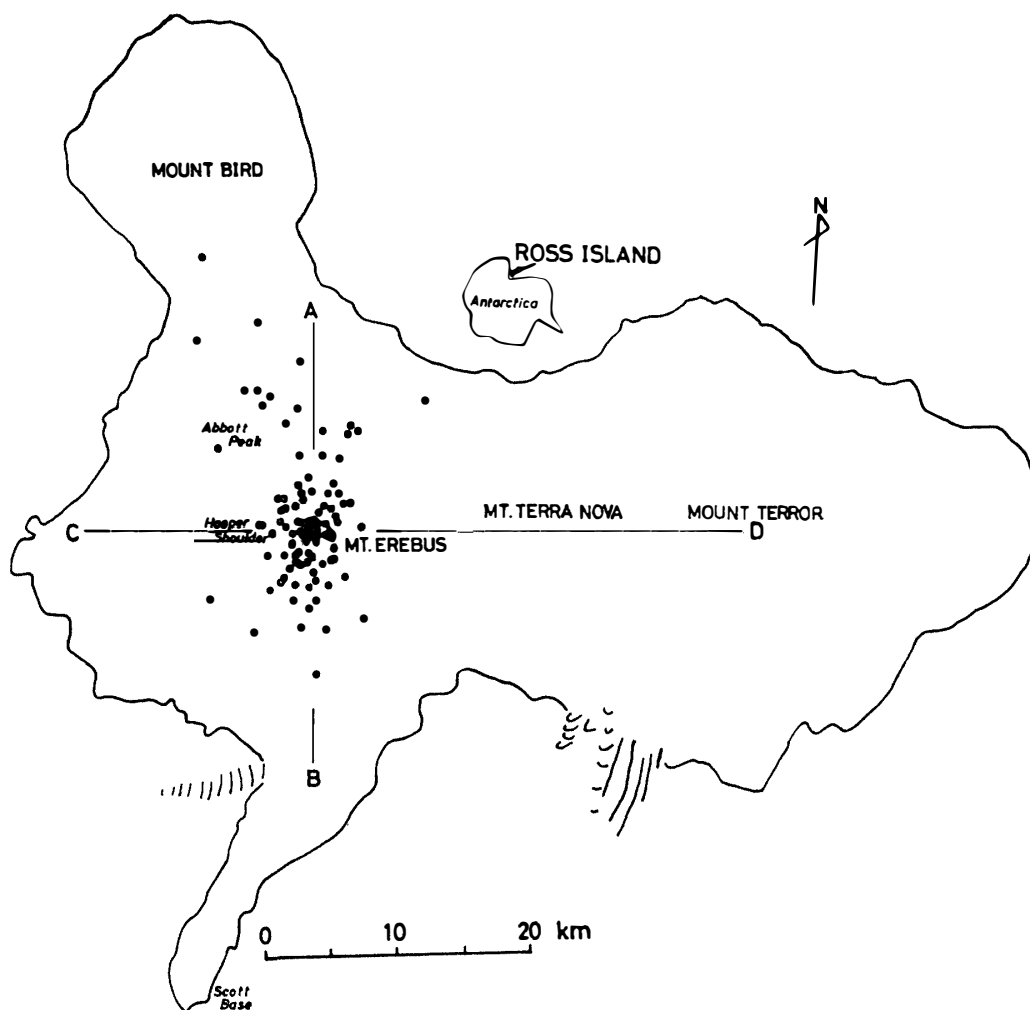 MOUNT BIRD
N
ROSS ISLAND
Antarctica
A
Abbott
Peak
C
Hooper
Shoulder
MT. EREBUS
MT. TERRA NOVA
MOUNT TERROR
D
B
0 10 20 km
Scott
Base